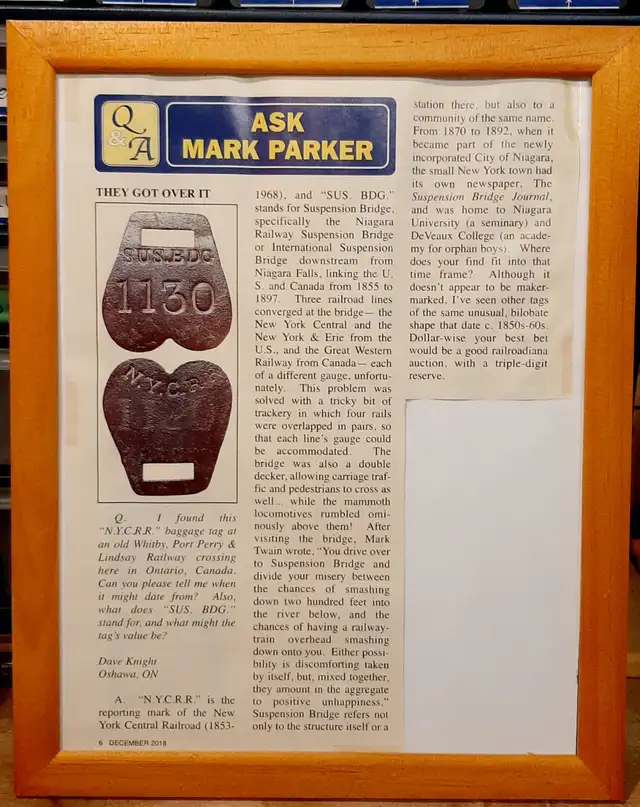 Q
&
A
ASK
MARK PARKER
THEY GOT OVER IT
SUS.BDG
1130
N.Y.C.R.R
Q. I found this
"N.Y.C.R.R." baggage tag at
an old Whitby, Port Perry &
Lindsay Railway crossing
here in Ontario, Canada.
Can you please tell me when
it might date from? Also,
what does "SUS. BDG."
stand for, and what might the
tag's value be?
Dave Knight
Oshawa, ON
A. "N.Y.C.R.R." is the
reporting mark of the New
York Central Railroad (1853-
6 DECEMBER 2018
1968), and "SUS. BDG."
stands for Suspension Bridge,
specifically the Niagara
Railway Suspension Bridge
or International Suspension
Bridge downstream from
Niagara Falls, linking the U.
S. and Canada from 1855 to
1897. Three railroad lines
converged at the bridge— the
New York Central and the
New York & Erie from the
U.S., and the Great Western
Railway from Canada— each
of a different gauge, unfortu-
nately. This problem was
solved with a tricky bit of
trackery in which four rails
were overlapped in pairs, so
that each line's gauge could
be accommodated. The
bridge was also a double
decker, allowing carriage traf-
fic and pedestrians to cross as
well... while the mammoth
locomotives rumbled omi-
nously above them! After
visiting the bridge, Mark
Twain wrote, "You drive over
to Suspension Bridge and
divide your misery between
the chances of smashing
down two hundred feet into
the river below, and the
chances of having a railway-
train overhead smashing
down onto you. Either possi-
bility is discomforting taken
by itself, but, mixed together,
they amount in the aggregate
to positive unhappiness."
Suspension Bridge refers not
only to the structure itself or a
station there, but also to a
community of the same name.
From 1870 to 1892, when it
became part of the newly
incorporated City of Niagara,
the small New York town had
its own newspaper, The
Suspension Bridge Journal,
and was home to Niagara
University (a seminary) and
DeVeaux College (an acade-
my for orphan boys). Where
does your find fit into that
time frame? Although it
doesn't appear to be maker-
marked, I've seen other tags
of the same unusual, bilobate
shape that date c. 1850s-60s.
Dollar-wise your best bet
would be a good railroadiana
auction, with a triple-digit
reserve.